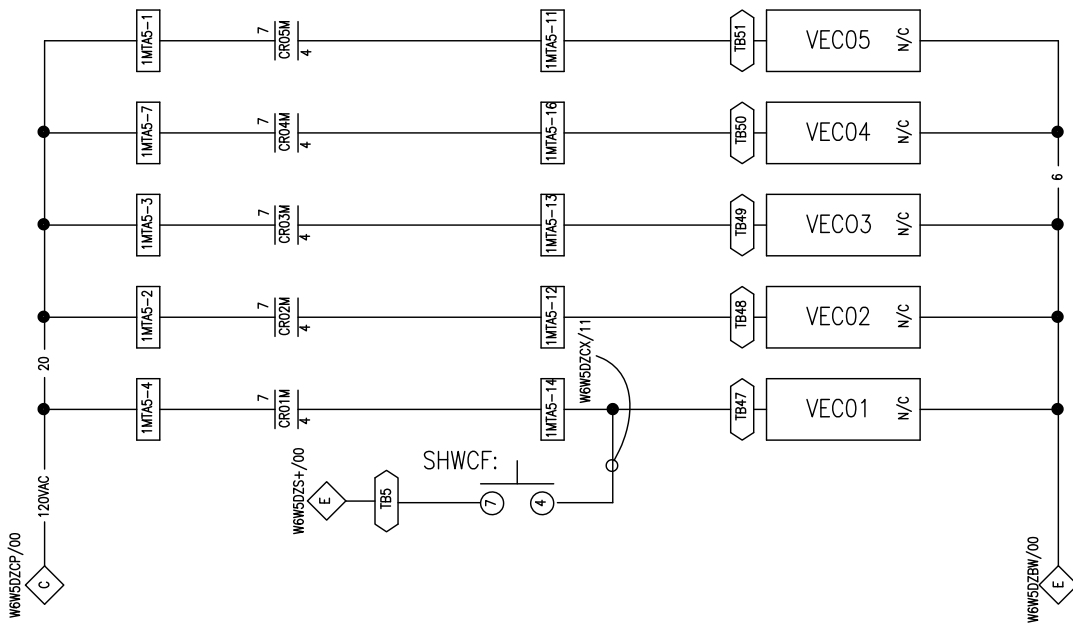 1MTA5-1
7
CR05M
4
1MTA5-11
TB51
VEC05
N/C
1MTA5-7
7
CR04M
4
1MTA5-16
TB50
VEC04
N/C
6
1MTA5-3
7
CR03M
4
1MTA5-13
TB49
VEC03
N/C
1MTA5-2
7
CR02M
4
1MTA5-12
TB48
VEC02
N/C
20
W6W5DZCX/11
1MTA5-4
7
CR01M
4
1MTA5-14
TB47
VEC01
N/C
SHWCF:
W6W5DZS+/00
E
TB5
7
4
120VAC
W6W5DZCP/00
C
W6W5DZBW/00
E